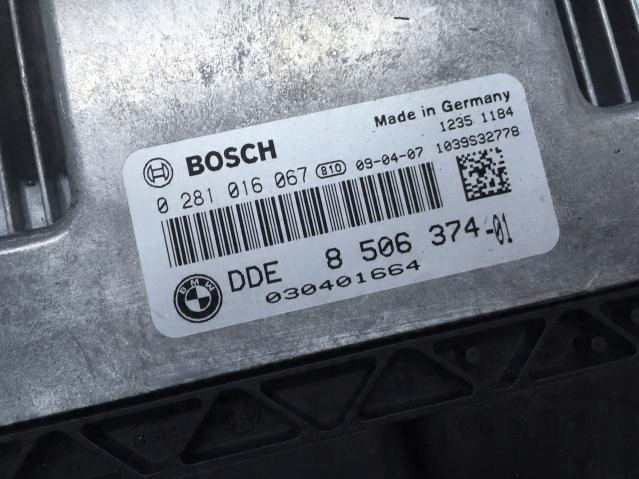 Made in Germany
1235 1184
BOSCH
0 281 016 067 810 09-04-07 1039S32778
DDE 8 506 374-01
BMW
030401664